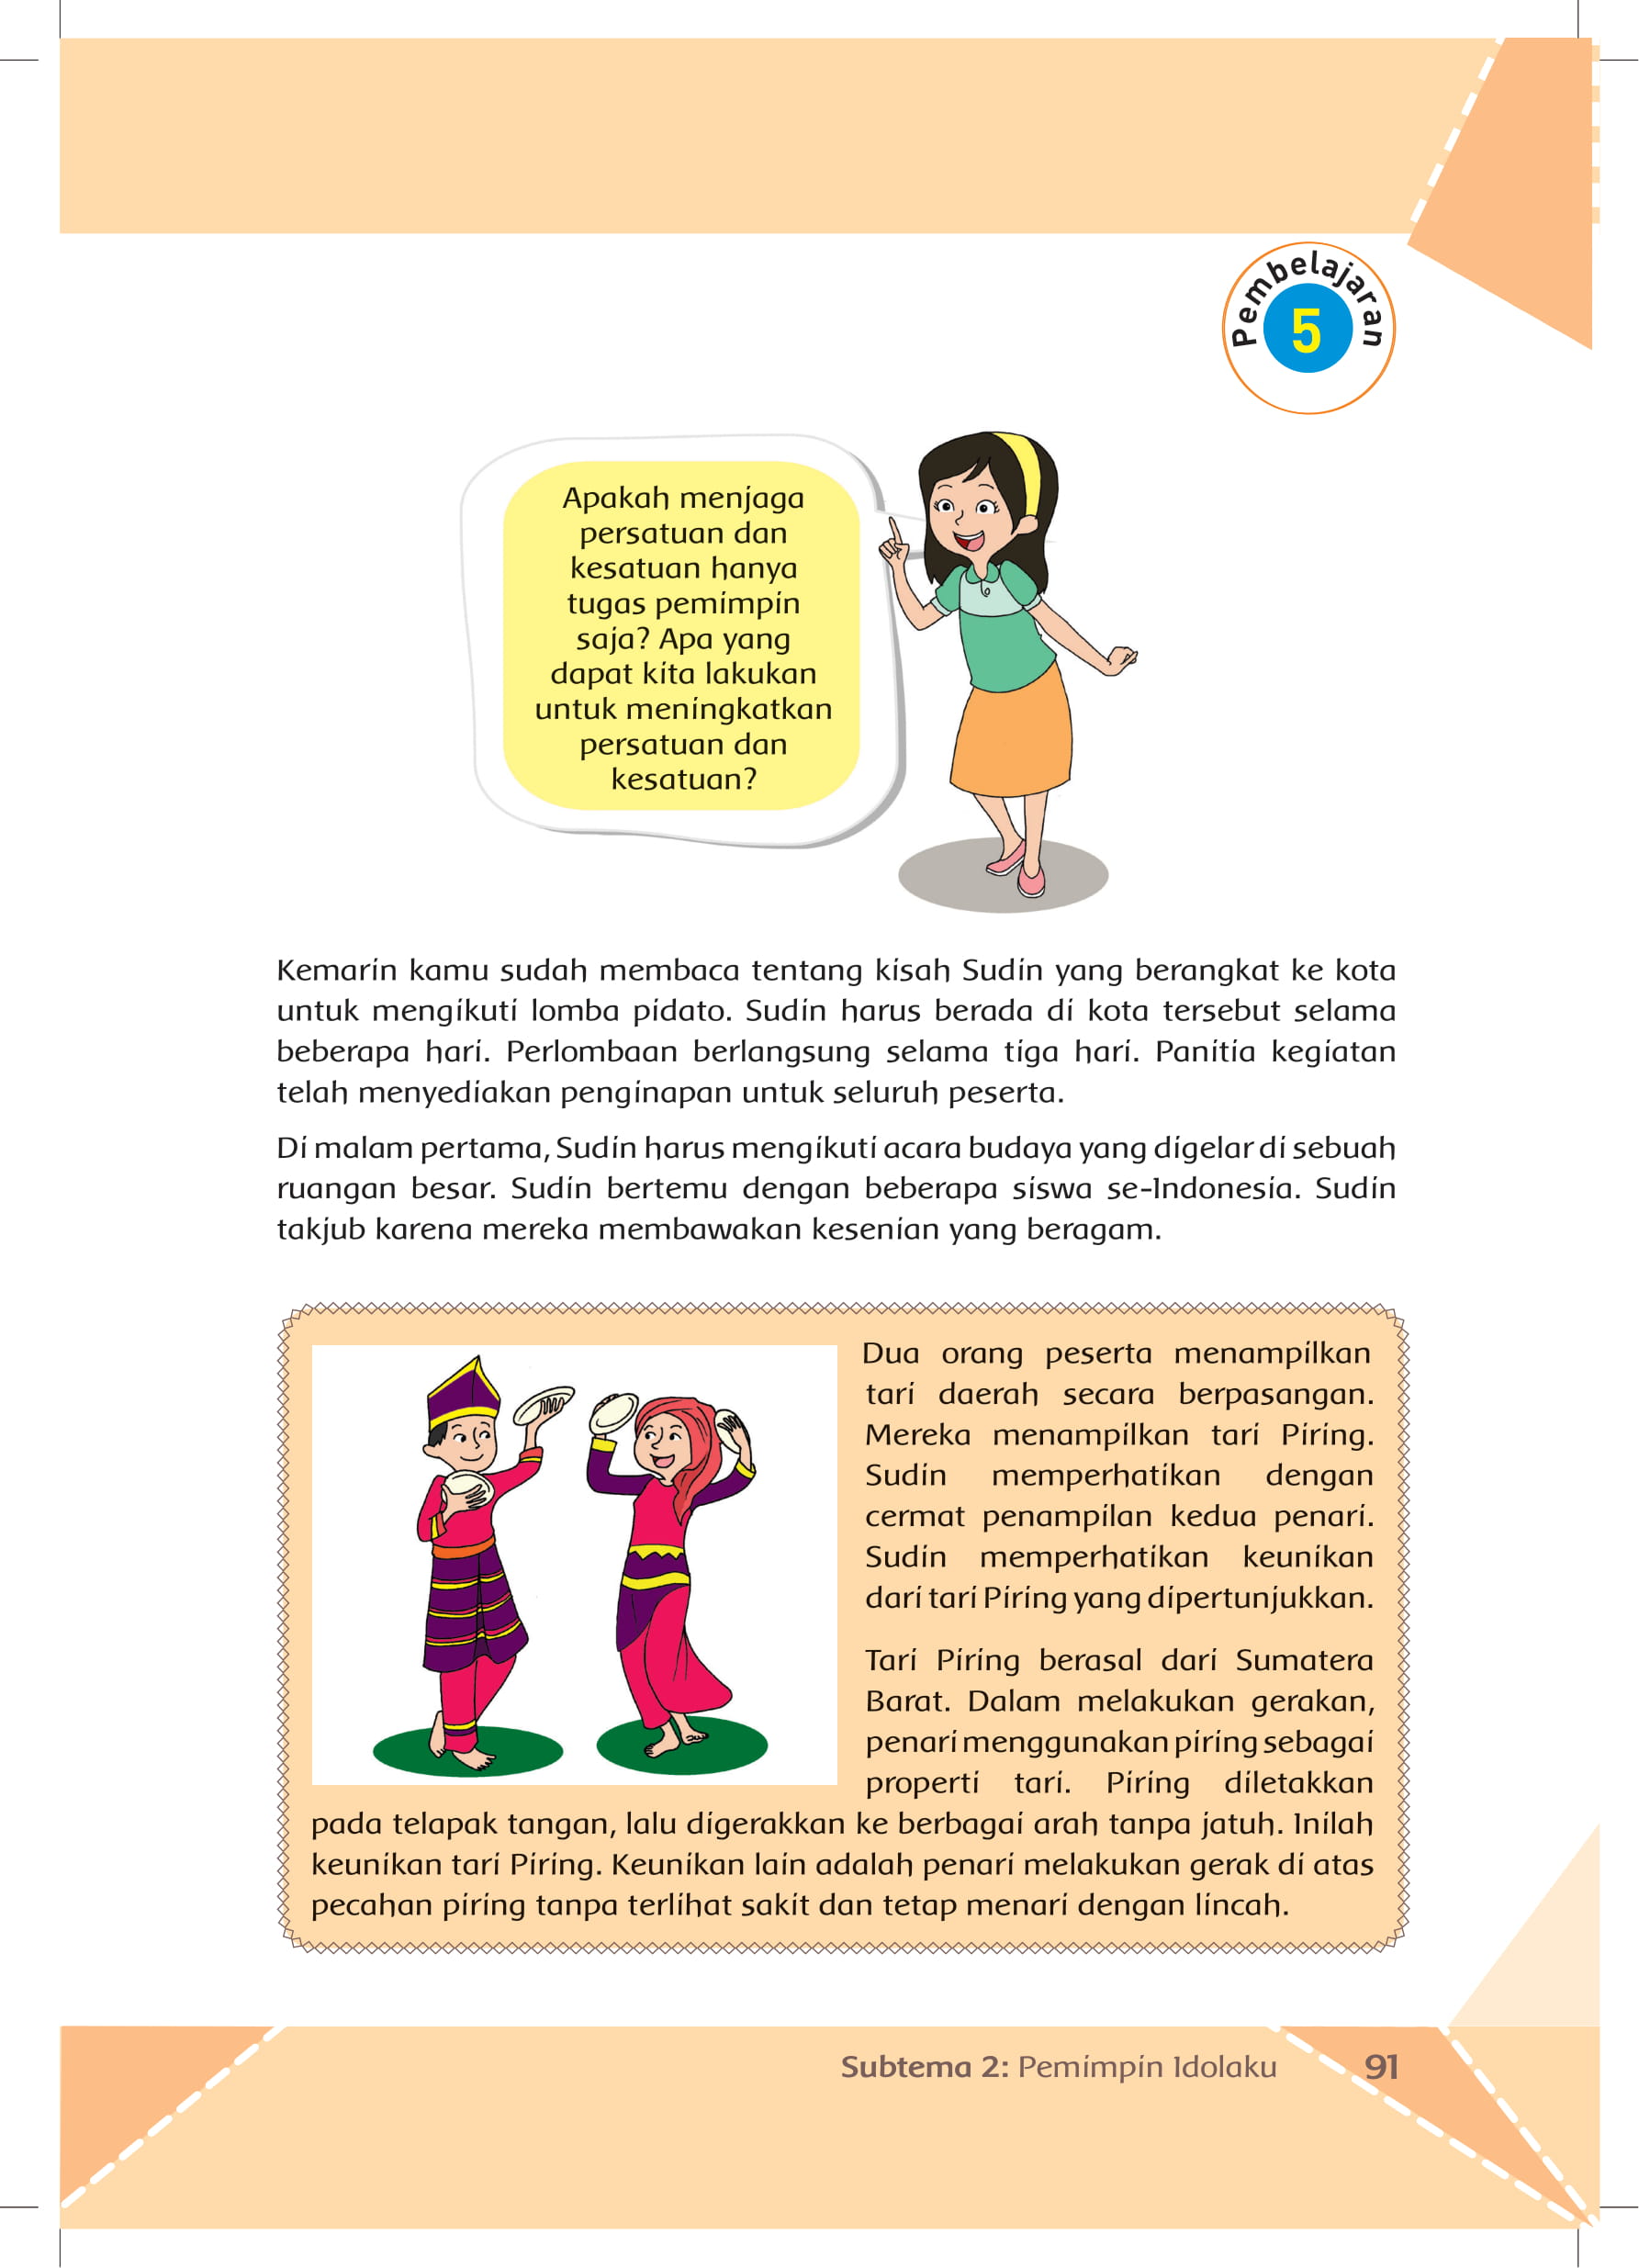 Pembelajaran
5
Apakah menjaga
persatuan dan
kesatuan hanya
tugas pemimpin
saja? Apa yang
dapat kita lakukan
untuk meningkatkan
persatuan dan
kesatuan?
Kemarin kamu sudah membaca tentang kisah Sudin yang berangkat ke kota
untuk mengikuti lomba pidato. Sudin harus berada di kota tersebut selama
beberapa hari. Perlombaan berlangsung selama tiga hari. Panitia kegiatan
telah menyediakan penginapan untuk seluruh peserta.
Di malam pertama, Sudin harus mengikuti acara budaya yang digelar di sebuah
ruangan besar. Sudin bertemu dengan beberapa siswa se-Indonesia. Sudin
takjub karena mereka membawakan kesenian yang beragam.
Dua orang peserta menampilkan
tari daerah secara berpasangan.
Mereka menampilkan tari Piring.
Sudin memperhatikan dengan
cermat penampilan kedua penari.
Sudin memperhatikan keunikan
dari tari Piring yang dipertunjukkan.
Tari Piring berasal dari Sumatera
Barat. Dalam melakukan gerakan,
penari menggunakan piring sebagai
properti tari. Piring diletakkan
pada telapak tangan, lalu digerakkan ke berbagai arah tanpa jatuh. Inilah
keunikan tari Piring. Keunikan lain adalah penari melakukan gerak di atas
pecahan piring tanpa terlihat sakit dan tetap menari dengan lincah.
Subtema 2: Pemimpin Idolaku
91